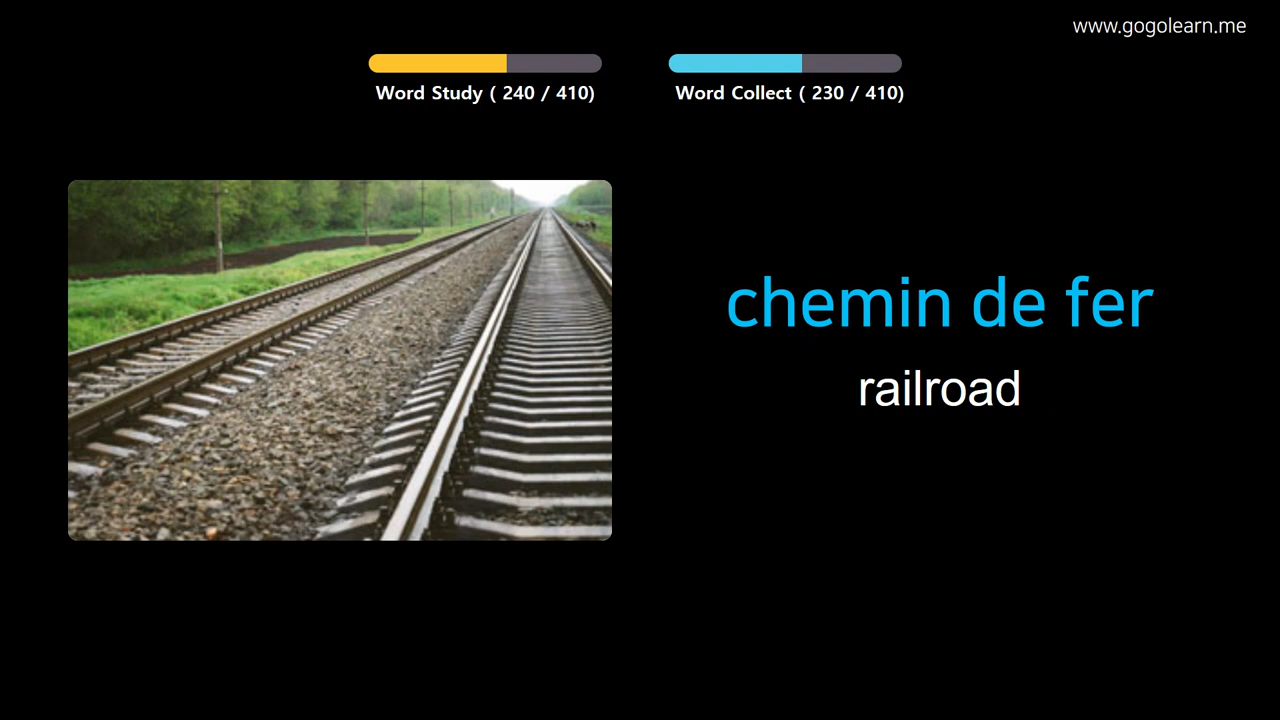 www.gogolearn.me
Word Study ( 240 / 410)
Word Collect ( 230 / 410)
chemin de fer
railroad